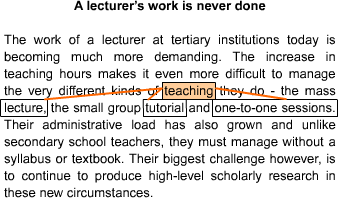 A lecturer's work is never done
The work of a lecturer at tertiary institutions today is
becoming much more demanding. The increase in
teaching hours makes it even more difficult to manage
the very different kinds of teaching they do - the mass
lecture, the small group tutorial and one-to-one sessions.
Their administrative load has also grown and unlike
secondary school teachers, they must manage without a
syllabus or textbook. Their biggest challenge however, is
to continue to produce high-level scholarly research in
these new circumstances.